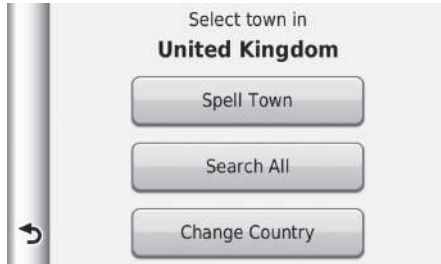 Select town in
United Kingdom
Spell Town
Search All
Change Country